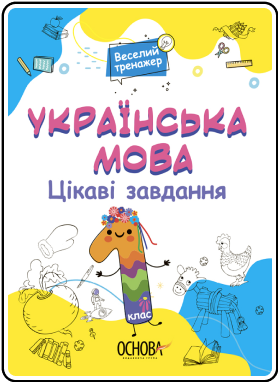 Веселий
тренажер
УКРАЇНСЬКА
МОВА
Цікаві завдання
1
клас
ОСНОВА